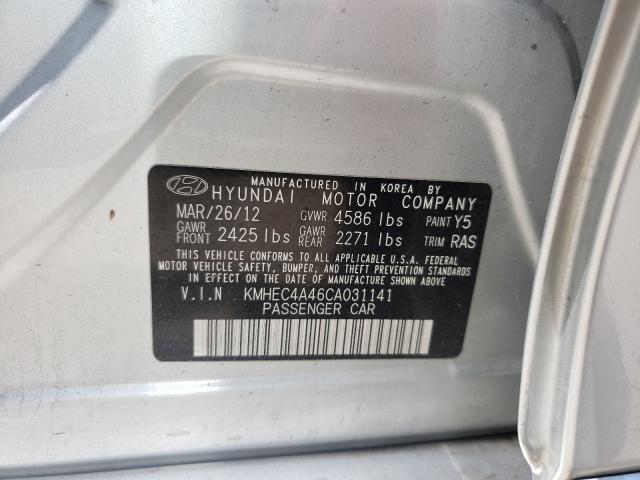 MANUFACTURED IN KOREA BY
HYUNDAI MOTOR COMPANY
MAR/26/12 GVWR 4586 lbs PAINT Y5
GAWR FRONT 2425 lbs GAWR REAR 2271 lbs TRIM RAS
THIS VEHICLE CONFORMS TO ALL APPLICABLE U.S.A. FEDERAL
MOTOR VEHICLE SAFETY, BUMPER, AND THEFT PREVENTION STANDARDS
IN EFFECT ON THE DATE OF MANUFACTURE SHOWN ABOVE.
V.I.N KMHEC4A46CA031141
PASSENGER CAR